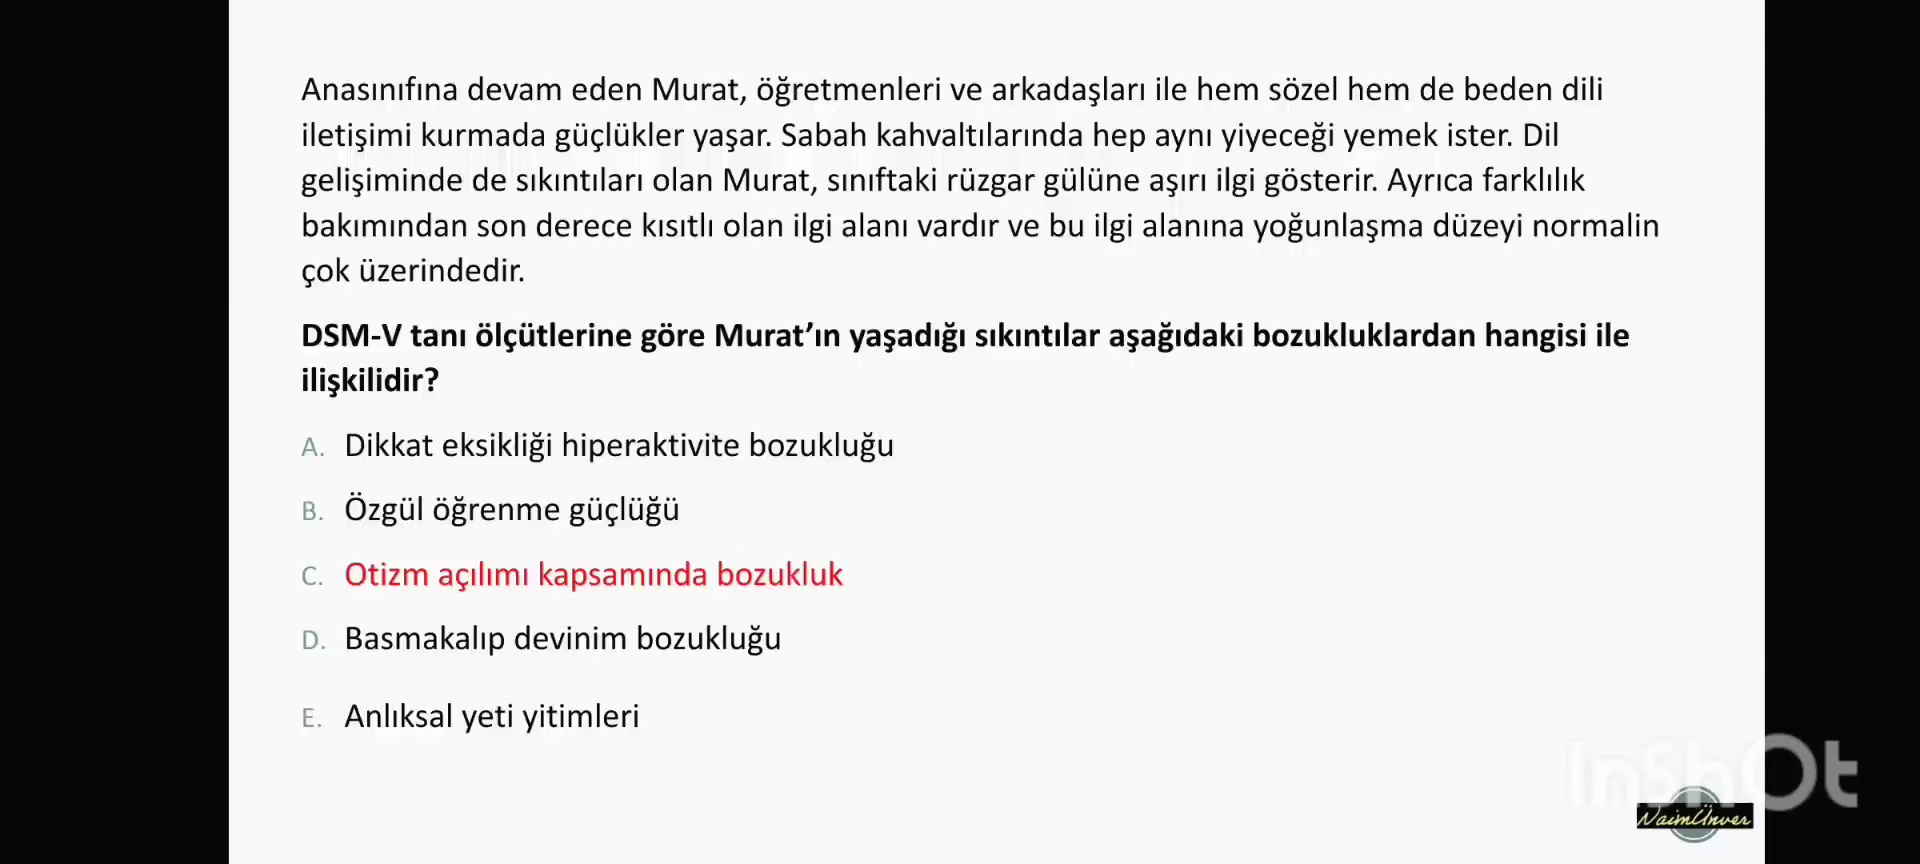 Anasınıfına devam eden Murat, öğretmenleri ve arkadaşları ile hem sözel hem de beden dili
iletişimi kurmada güçlükler yaşar. Sabah kahvaltılarında hep aynı yiyeceği yemek ister. Dil
gelişiminde de sıkıntıları olan Murat, sınıftaki rüzgar gülüne aşırı ilgi gösterir. Ayrıca farklılık
bakımından son derece kısıtlı olan ilgi alanı vardır ve bu ilgi alanına yoğunlaşma düzeyi normalin
çok üzerindedir.
DSM-V tanı ölçütlerine göre Murat’ın yaşadığı sıkıntılar aşağıdaki bozukluklardan hangisi ile
ilişkilidir?
A. Dikkat eksikliği hiperaktivite bozukluğu
B. Özgül öğrenme güçlüğü
C. Otizm açılımı kapsamında bozukluk
D. Basmakalıp devinim bozukluğu
E. Anlıksal yeti yitimleri
InShOt
NaimÜnver